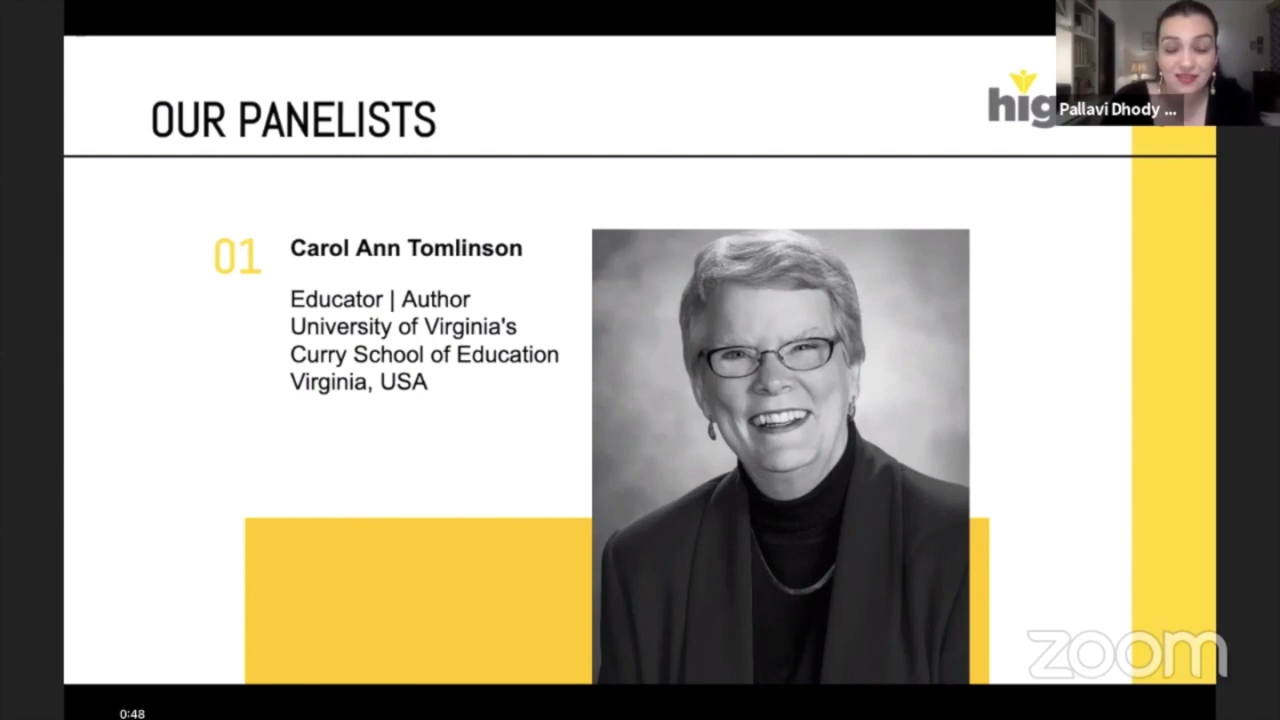 OUR PANELISTS
hig
Pallavi Dhody ...
01
Carol Ann Tomlinson
Educator | Author
University of Virginia's
Curry School of Education
Virginia, USA
zoom
0:48